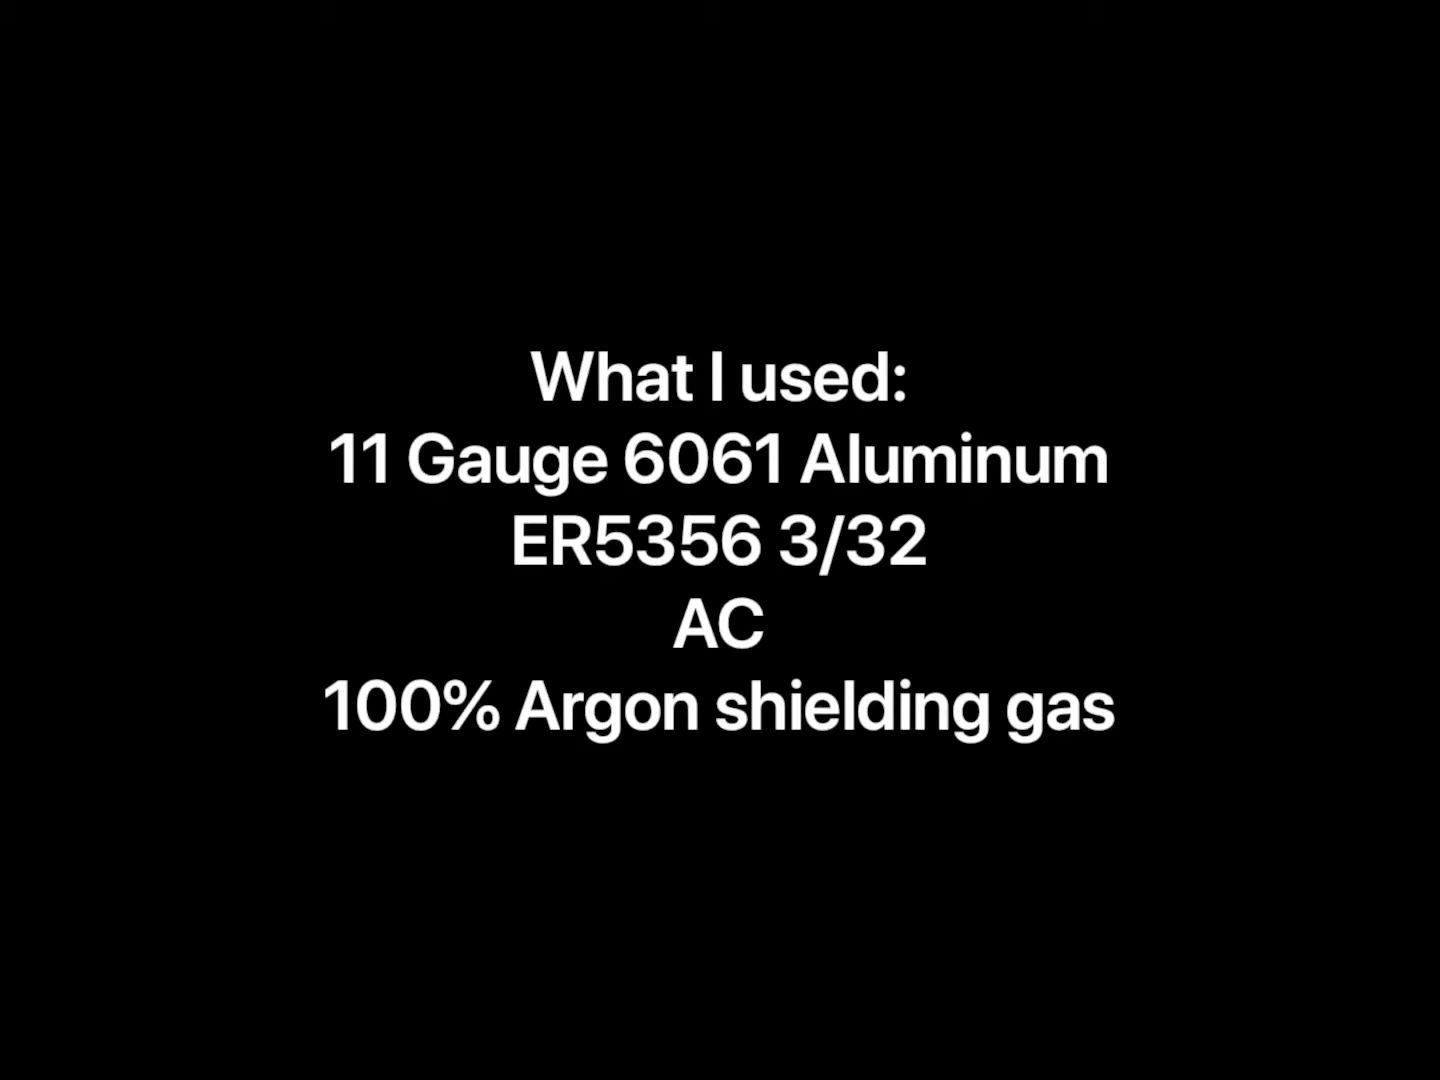 What I used:
11 Gauge 6061 Aluminum
ER5356 3/32
AC
100% Argon shielding gas